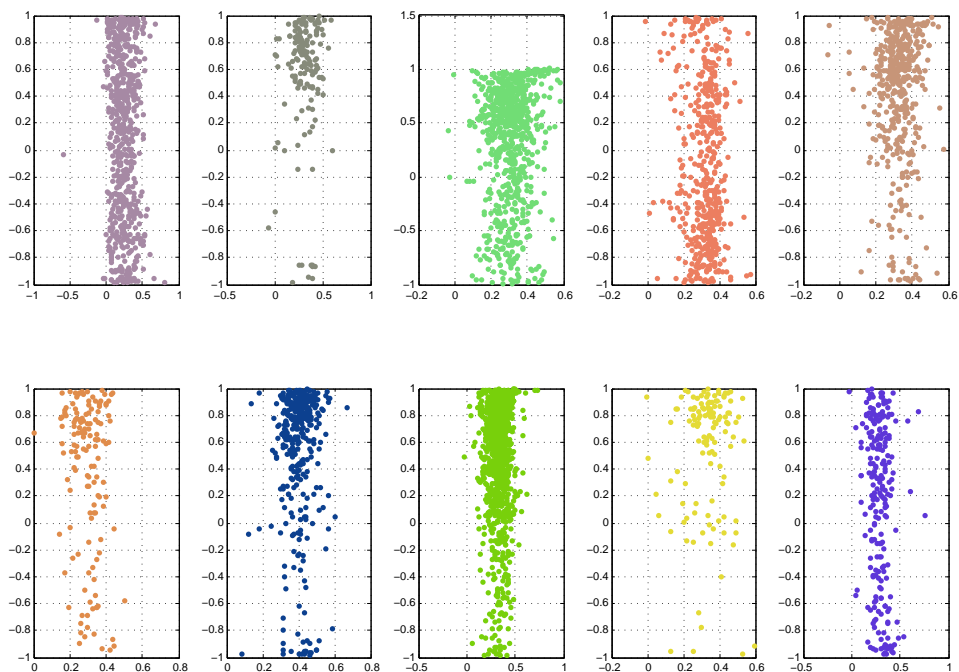 1 1 1.5 1 1
0.8 0.8 0.8 0.8
0.6 0.6 1 0.6 0.6
0.4 0.4 0.4 0.4
0.2 0.2 0.5 0.2 0.2
0 0 0 0
−0.2 −0.2 0 −0.2 −0.2
−0.4 −0.4 −0.4 −0.4
−0.6 −0.6 −0.5 −0.6 −0.6
−0.8 −0.8 −0.8 −0.8
−1 −1 −1 −1 −1
−1 −0.5 0 0.5 1 −0.5 0 0.5 1 −0.2 0 0.2 0.4 0.6 −0.2 0 0.2 0.4 0.6 −0.2 0 0.2 0.4 0.6
1 1 1 1 1
0.8 0.8 0.8 0.8 0.8
0.6 0.6 0.6 0.6 0.6
0.4 0.4 0.4 0.4 0.4
0.2 0.2 0.2 0.2 0.2
0 0 0 0 0
−0.2 −0.2 −0.2 −0.2 −0.2
−0.4 −0.4 −0.4 −0.4 −0.4
−0.6 −0.6 −0.6 −0.6 −0.6
−0.8 −0.8 −0.8 −0.8 −0.8
−1 −1 −1 −1 −1
0 0.2 0.4 0.6 0.8 0 0.2 0.4 0.6 0.8 −0.5 0 0.5 1 −0.2 0 0.2 0.4 0.6 −0.5 0 0.5 1